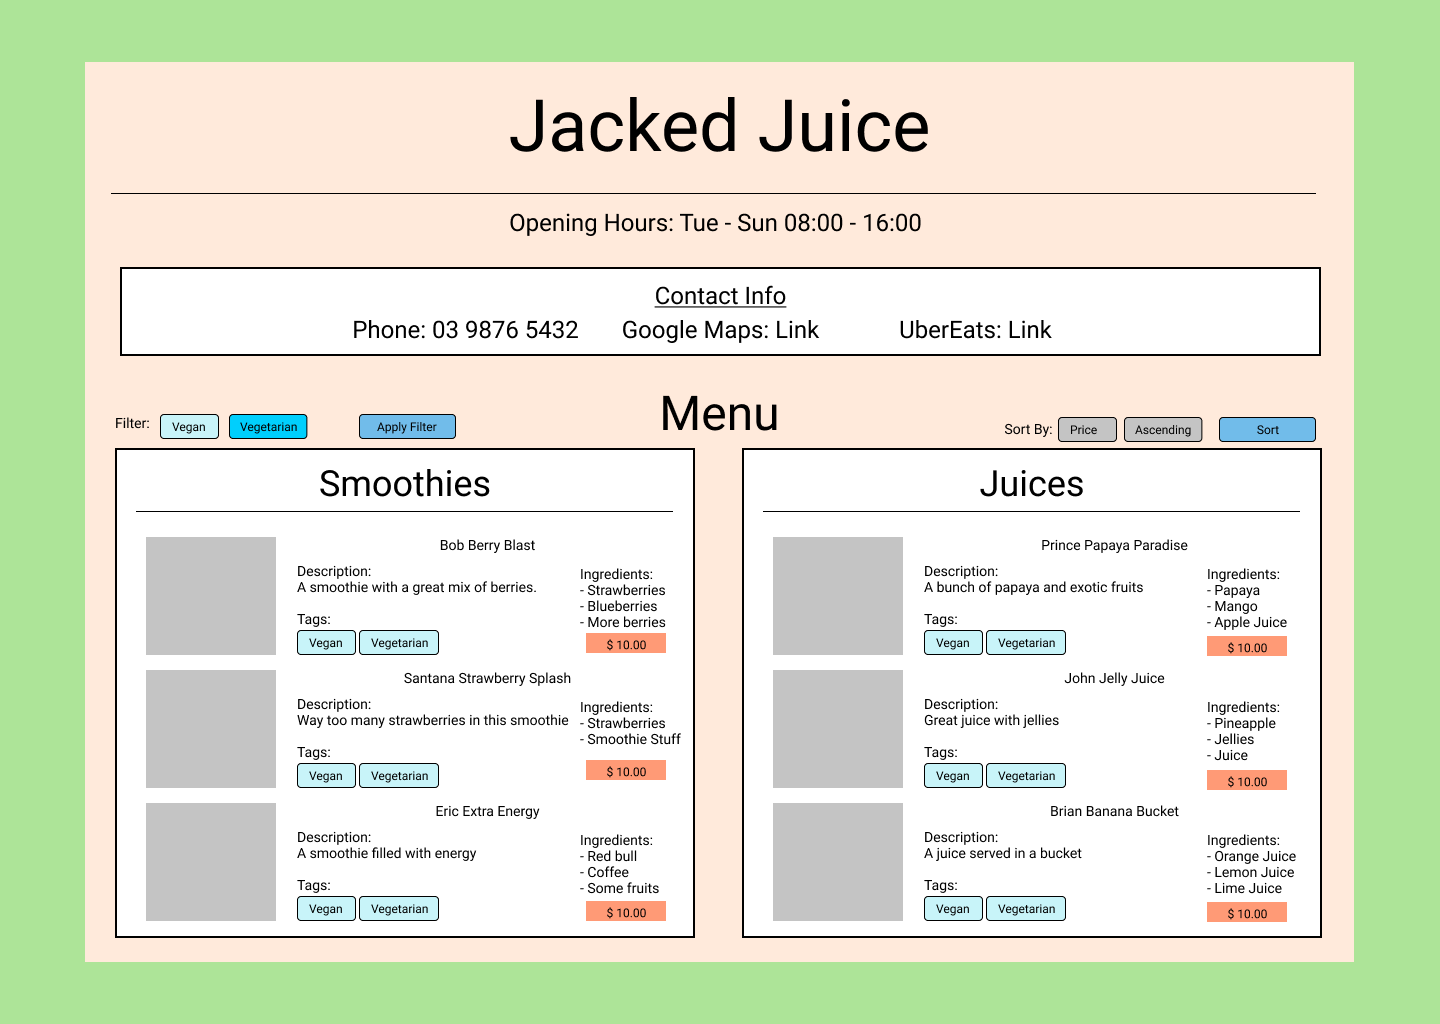 Jacked Juice
Opening Hours: Tue - Sun 08:00 - 16:00
Contact Info
Phone: 03 9876 5432 Google Maps: Link UberEats: Link
Menu
Filter: Vegan Vegetarian Apply Filter
Sort By: Price Ascending Sort
Smoothies
Bob Berry Blast
Description:
A smoothie with a great mix of berries.
Tags:
Vegan Vegetarian
Ingredients:
- Strawberries
- Blueberries
- More berries
$ 10.00
Santana Strawberry Splash
Description:
Way too many strawberries in this smoothie
Tags:
Vegan Vegetarian
Ingredients:
- Strawberries
- Smoothie Stuff
$ 10.00
Eric Extra Energy
Description:
A smoothie filled with energy
Tags:
Vegan Vegetarian
Ingredients:
- Red bull
- Coffee
- Some fruits
$ 10.00
Juices
Prince Papaya Paradise
Description:
A bunch of papaya and exotic fruits
Tags:
Vegan Vegetarian
Ingredients:
- Papaya
- Mango
- Apple Juice
$ 10.00
John Jelly Juice
Description:
Great juice with jellies
Tags:
Vegan Vegetarian
Ingredients:
- Pineapple
- Jellies
- Juice
$ 10.00
Brian Banana Bucket
Description:
A juice served in a bucket
Tags:
Vegan Vegetarian
Ingredients:
- Orange Juice
- Lemon Juice
- Lime Juice
$ 10.00